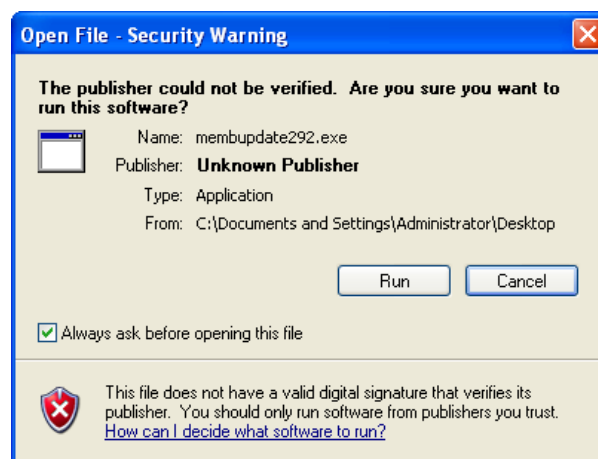 Open File - Security Warning
The publisher could not be verified. Are you sure you want to
run this software?
Name: membupdate292.exe
Publisher: Unknown Publisher
Type: Application
From: C:\Documents and Settings\Administrator\Desktop
Run Cancel
Always ask before opening this file
This file does not have a valid digital signature that verifies its
publisher. You should only run software from publishers you trust.
How can I decide what software to run?